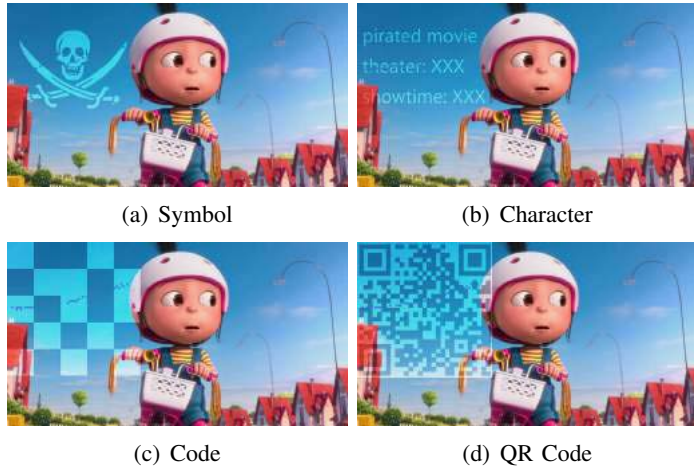 pirated movie
theater: XXX
showtime: XXX
(a) Symbol
(b) Character
(c) Code
(d) QR Code